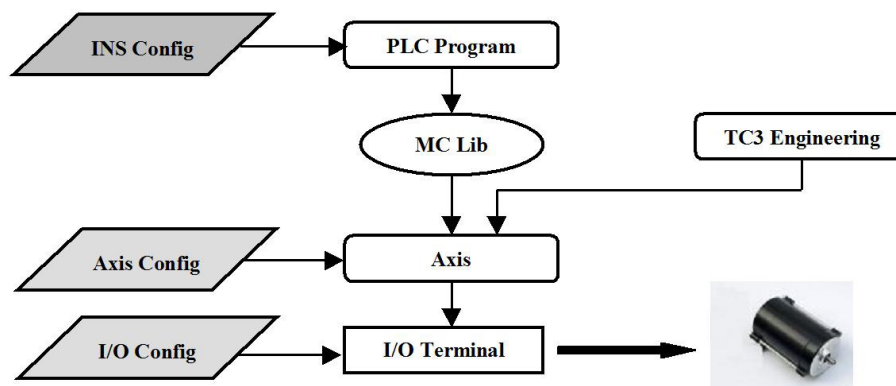 INS Config
PLC Program
MC Lib
TC3 Engineering
Axis Config
Axis
I/O Config
I/O Terminal